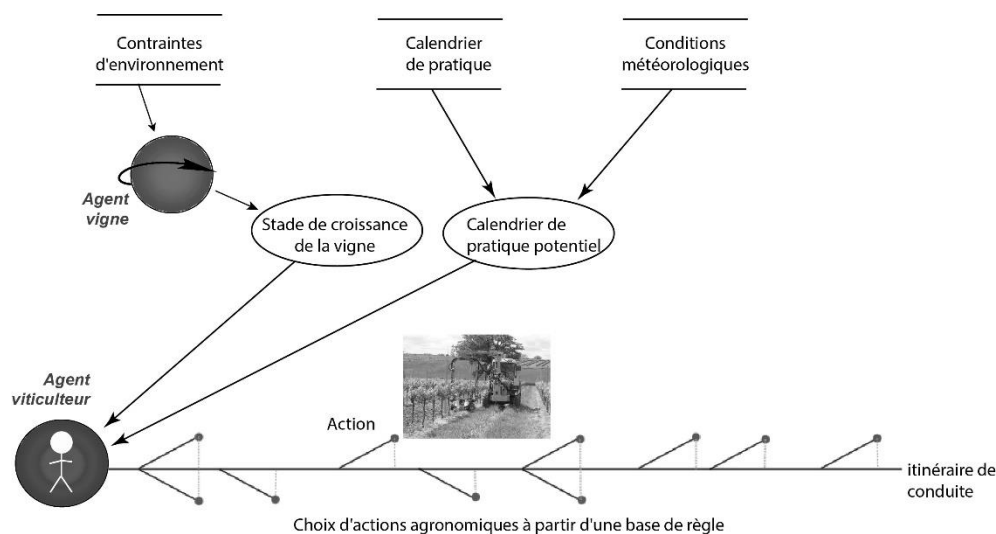 Contraintes
d'environnement
Calendrier
de pratique
Conditions
météorologiques
Agent
vigne
Stade de croissance
de la vigne
Calendrier de
pratique potentiel
Agent
viticulteur
Action
itinéraire de
conduite
Choix d'actions agronomiques à partir d'une base de règle